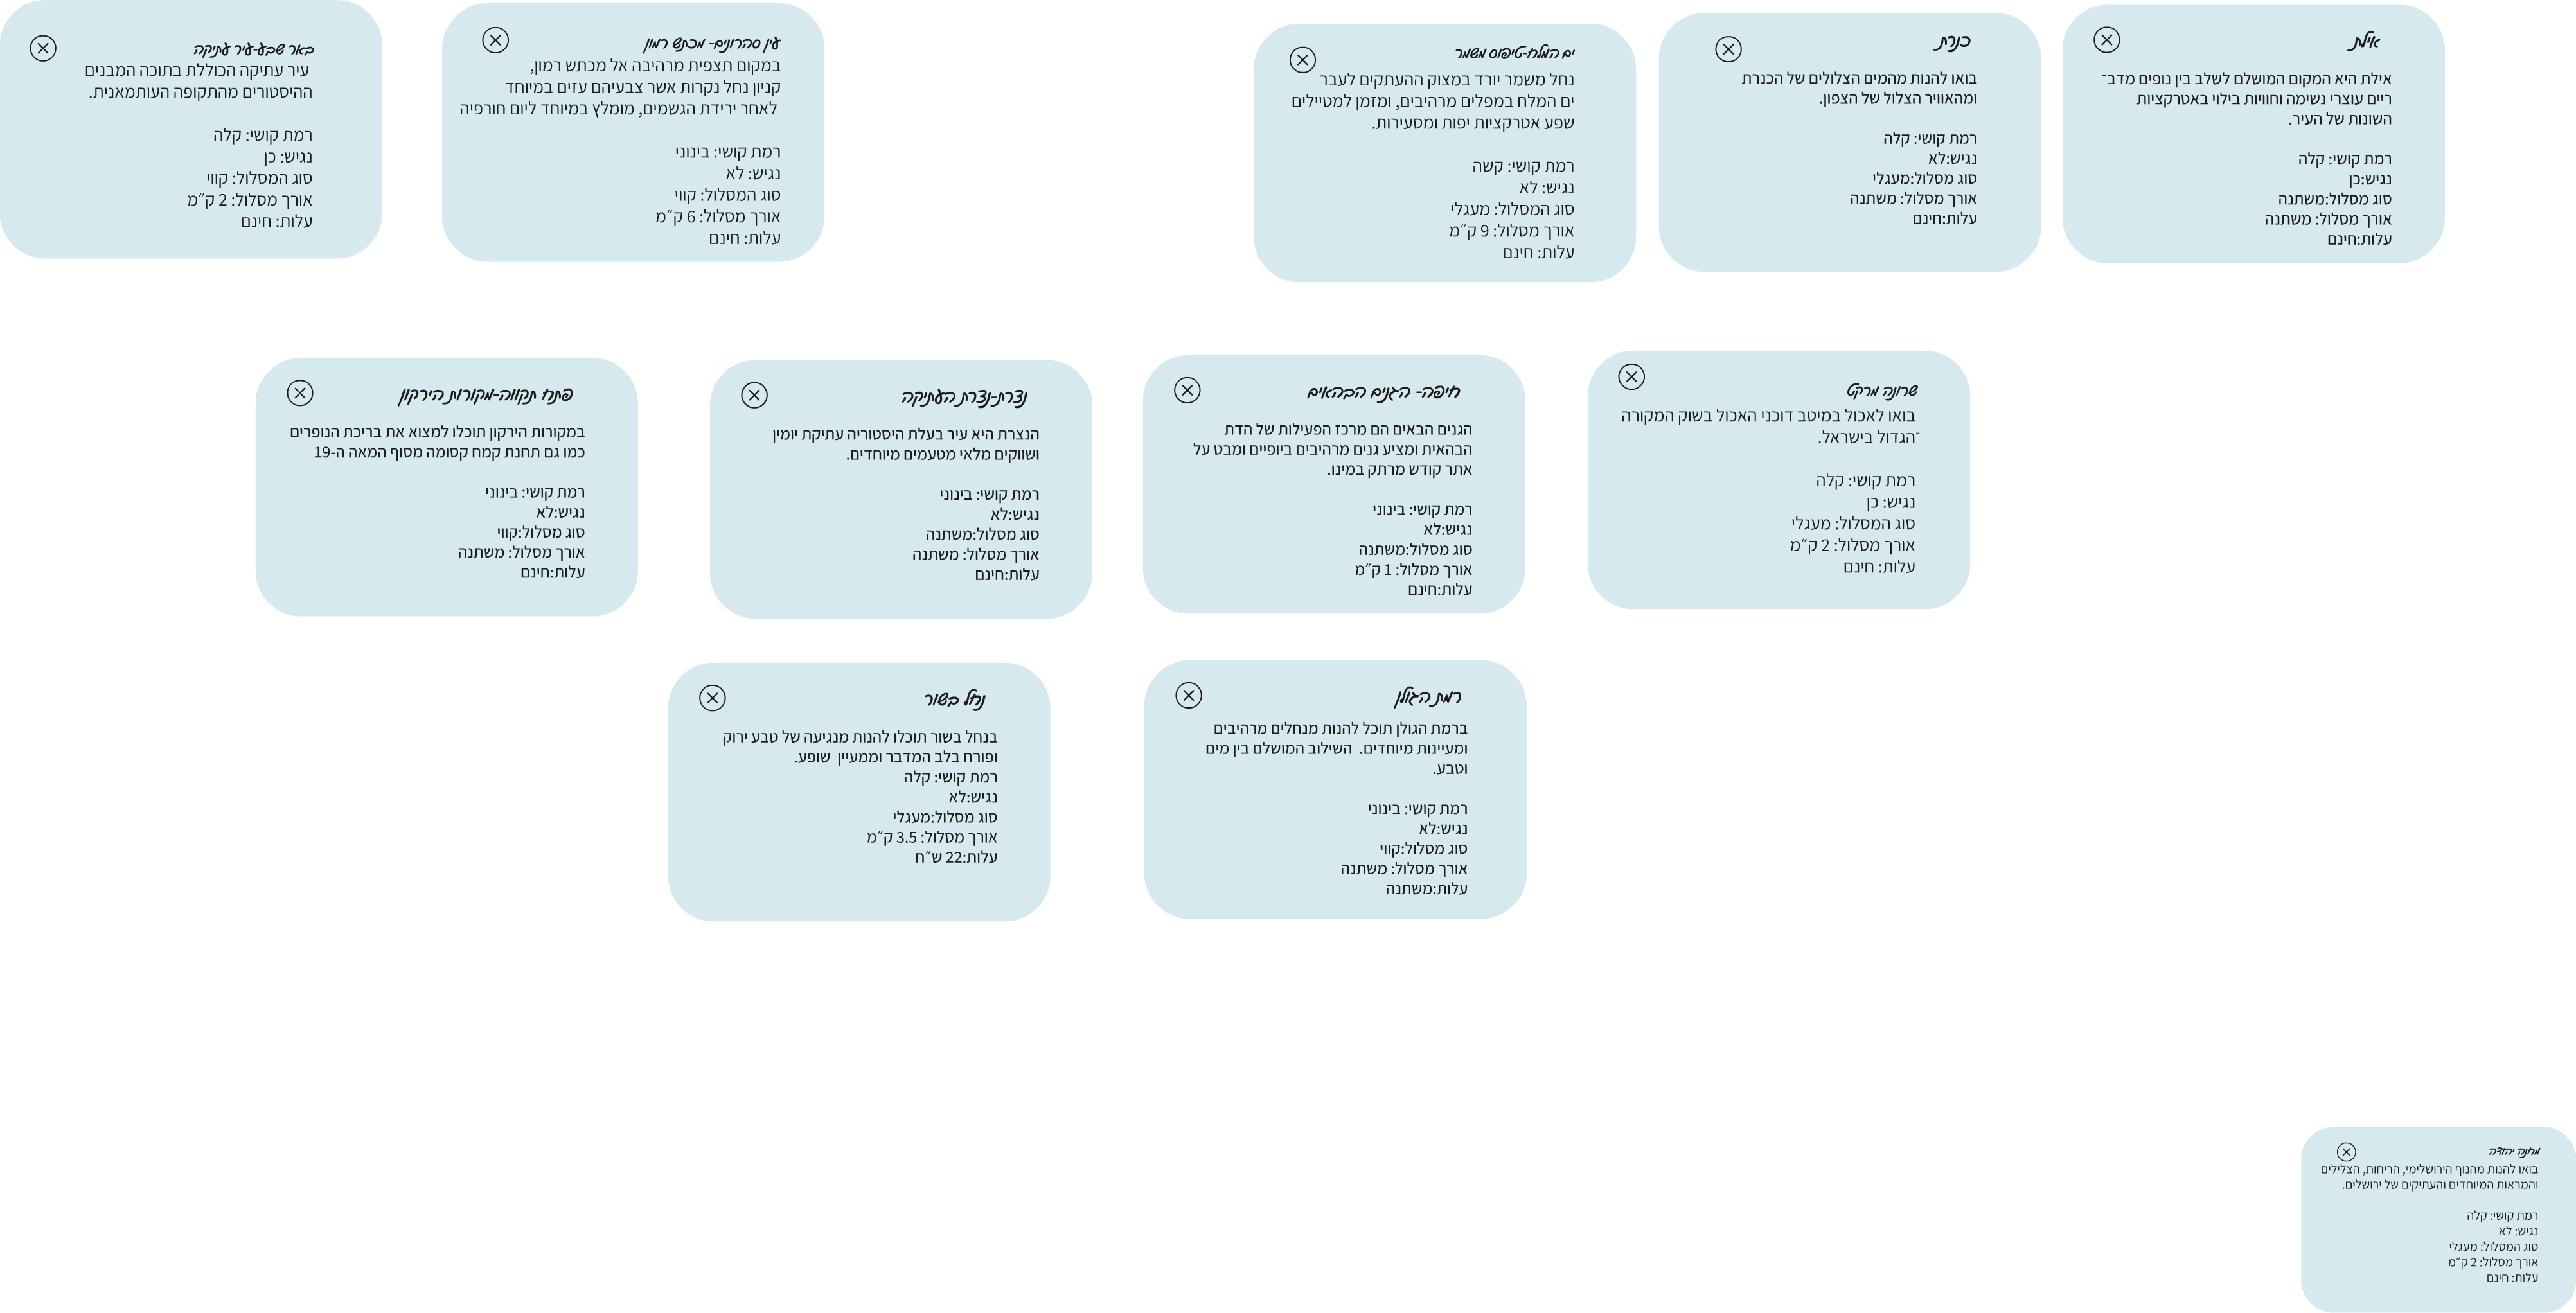 אילת
אילת היא המקום המושלם לשלב בין נופים מדב־
ריים עוצרי נשימה וחוויות בילוי באטרקציות
השונות של העיר.
רמת קושי: קלה
נגיש:כן
סוג מסלול:משתנה
אורך מסלול: משתנה
עלות:חינם
כנרת
בואו להנות מהמים הצלולים של הכנרת
ומהאוויר הצלול של הצפון.
רמת קושי: קלה
נגיש:לא
סוג מסלול:מעגלי
אורך מסלול: משתנה
עלות:חינם
ים המלח-טיפוס משמר
נחל משמר יורד במצוק ההעתקים לעבר
ים המלח במפלים מרהיבים, ומזמן למטיילים
שפע אטרקציות יפות ומסעירות.
רמת קושי: קשה
נגיש: לא
סוג המסלול: מעגלי
אורך מסלול: 9 ק״מ
עלות: חינם
עין סהרונים- מכתש רמון
במקום תצפית מרהיבה אל מכתש רמון,
קניון נחל נקרות אשר צבעיהם עזים במיוחד
לאחר ירידת הגשמים, מומלץ במיוחד ליום חורפיה
רמת קושי: בינוני
נגיש: לא
סוג המסלול: קווי
אורך מסלול: 6 ק״מ
עלות: חינם
באר שבע-עיר עתיקה
עיר עתיקה הכוללת בתוכה המבנים
ההיסטורים מהתקופה העותמאנית.
רמת קושי: קלה
נגיש: כן
סוג המסלול: קווי
אורך מסלול: 2 ק״מ
עלות: חינם
שרונה מרקט
בואו לאכול במיטב דוכני האכול בשוק המקורה
־הגדול בישראל.
רמת קושי: קלה
נגיש: כן
סוג המסלול: מעגלי
אורך מסלול: 2 ק״מ
עלות: חינם
חיפה- הגנים הבהאים
הגנים הבאים הם מרכז הפעילות של הדת
הבהאית ומציע גנים מרהיבים ביופיים ומבט על
אתר קודש מרתק במינו.
רמת קושי: בינוני
נגיש:לא
סוג מסלול:משתנה
אורך מסלול: 1 ק״מ
עלות:חינם
נצרת-נצרת העתיקה
הנצרת היא עיר בעלת היסטוריה עתיקת יומין
ושווקים מלאי מטעמים מיוחדים.
רמת קושי: בינוני
נגיש:לא
סוג מסלול:משתנה
אורך מסלול: משתנה
עלות:חינם
פתח תקווה-מקורות הירקון
במקורות הירקון תוכלו למצוא את בריכת הנופרים
כמו גם תחנת קמח קסומה מסוף המאה ה-19
רמת קושי: בינוני
נגיש:לא
סוג מסלול:קווי
אורך מסלול: משתנה
עלות:חינם
רמת הגולן
ברמת הגולן תוכל להנות מנחלים מרהיבים
ומעיינות מיוחדים. השילוב המושלם בין מים
וטבע.
רמת קושי: בינוני
נגיש:לא
סוג מסלול:קווי
אורך מסלול: משתנה
עלות:משתנה
נחל בשור
בנחל בשור תוכלו להנות מנגיעה של טבע ירוק
ופורח בלב המדבר וממעיין שופע.
רמת קושי: קלה
נגיש:לא
סוג מסלול:מעגלי
אורך מסלול: 3.5 ק״מ
עלות:22 ש״ח
מחנה יהודה
בואו להנות מהנוף הירושלימי, הריחות, הצלילים
והמראות המיוחדים והעתיקים של ירושלים.
רמת קושי: קלה
נגיש: לא
סוג המסלול: מעגלי
אורך מסלול: 2 ק״מ
עלות: חינם